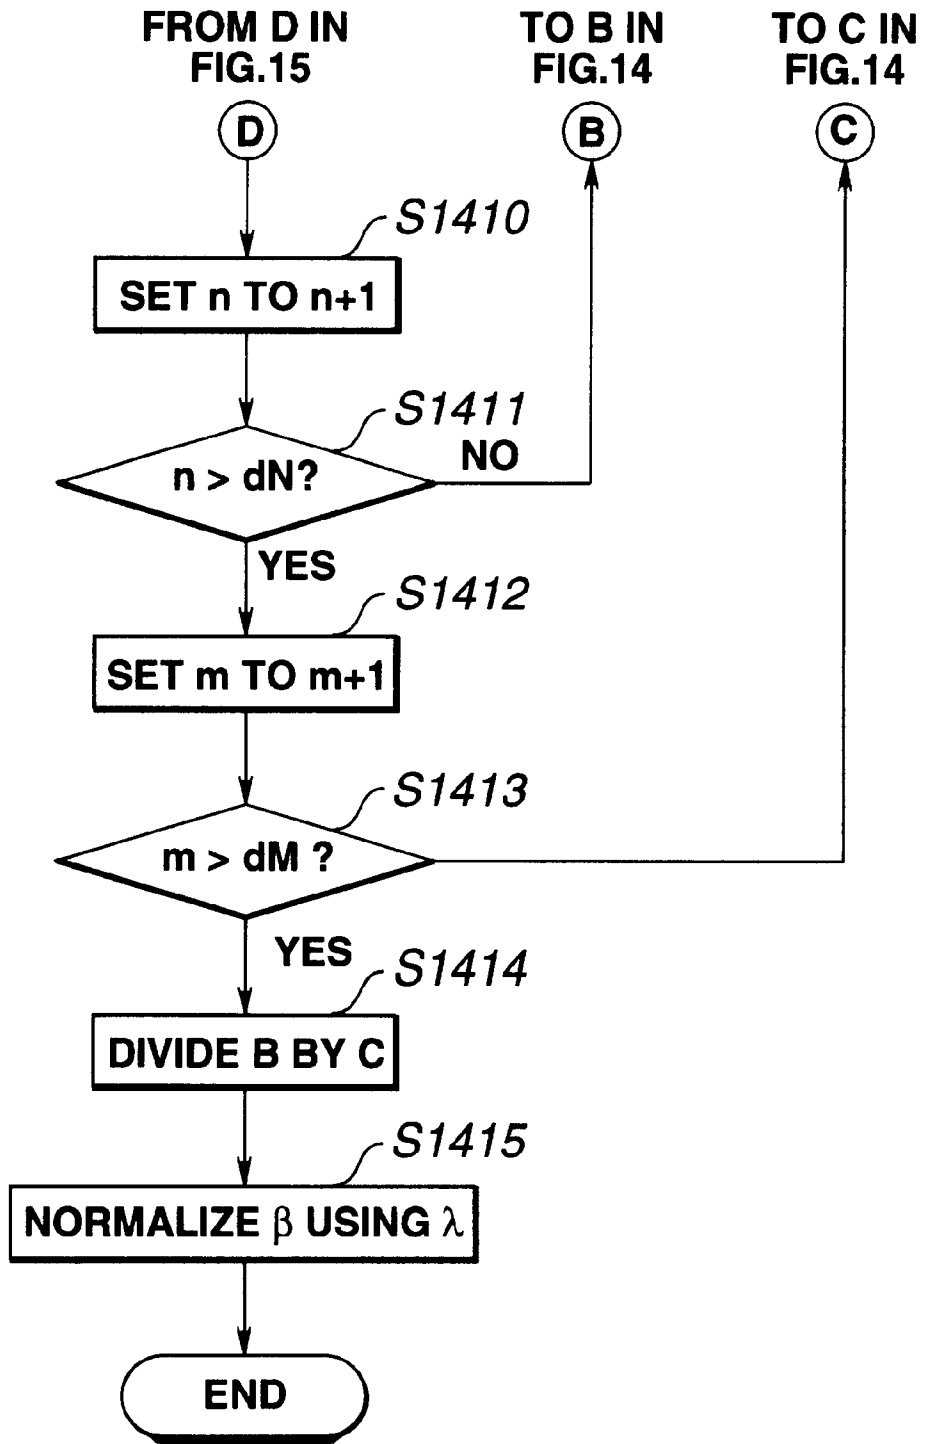 FROM D IN
FIG.15
TO B IN
FIG.14
TO C IN
FIG.14
D
B
C
S1410
SET n TO n+1
S1411
n > dN?
NO
YES
S1412
SET m TO m+1
S1413
m > dM ?
YES
S1414
DIVIDE B BY C
S1415
NORMALIZE β USING λ
END